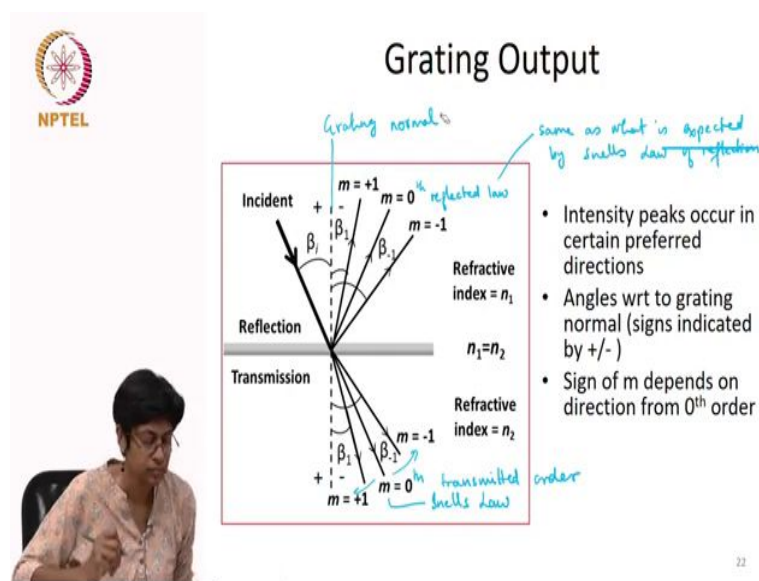 NPTEL
Grating Output
Grating normal
same as what is expected
by Snells Law of reflection
Incident
+ -
m = +1
m = 0th reflected law
m = -1
βi
β1
β-1
Refractive
index = n1
Reflection
n1=n2
Transmission
Refractive
index = n2
β1
β-1
m = -1
+ -
m = +1
m = 0th transmitted order
Snells Law
• Intensity peaks occur in
certain preferred
directions
• Angles wrt to grating
normal (signs indicated
by +/- )
• Sign of m depends on
direction from 0th order
22